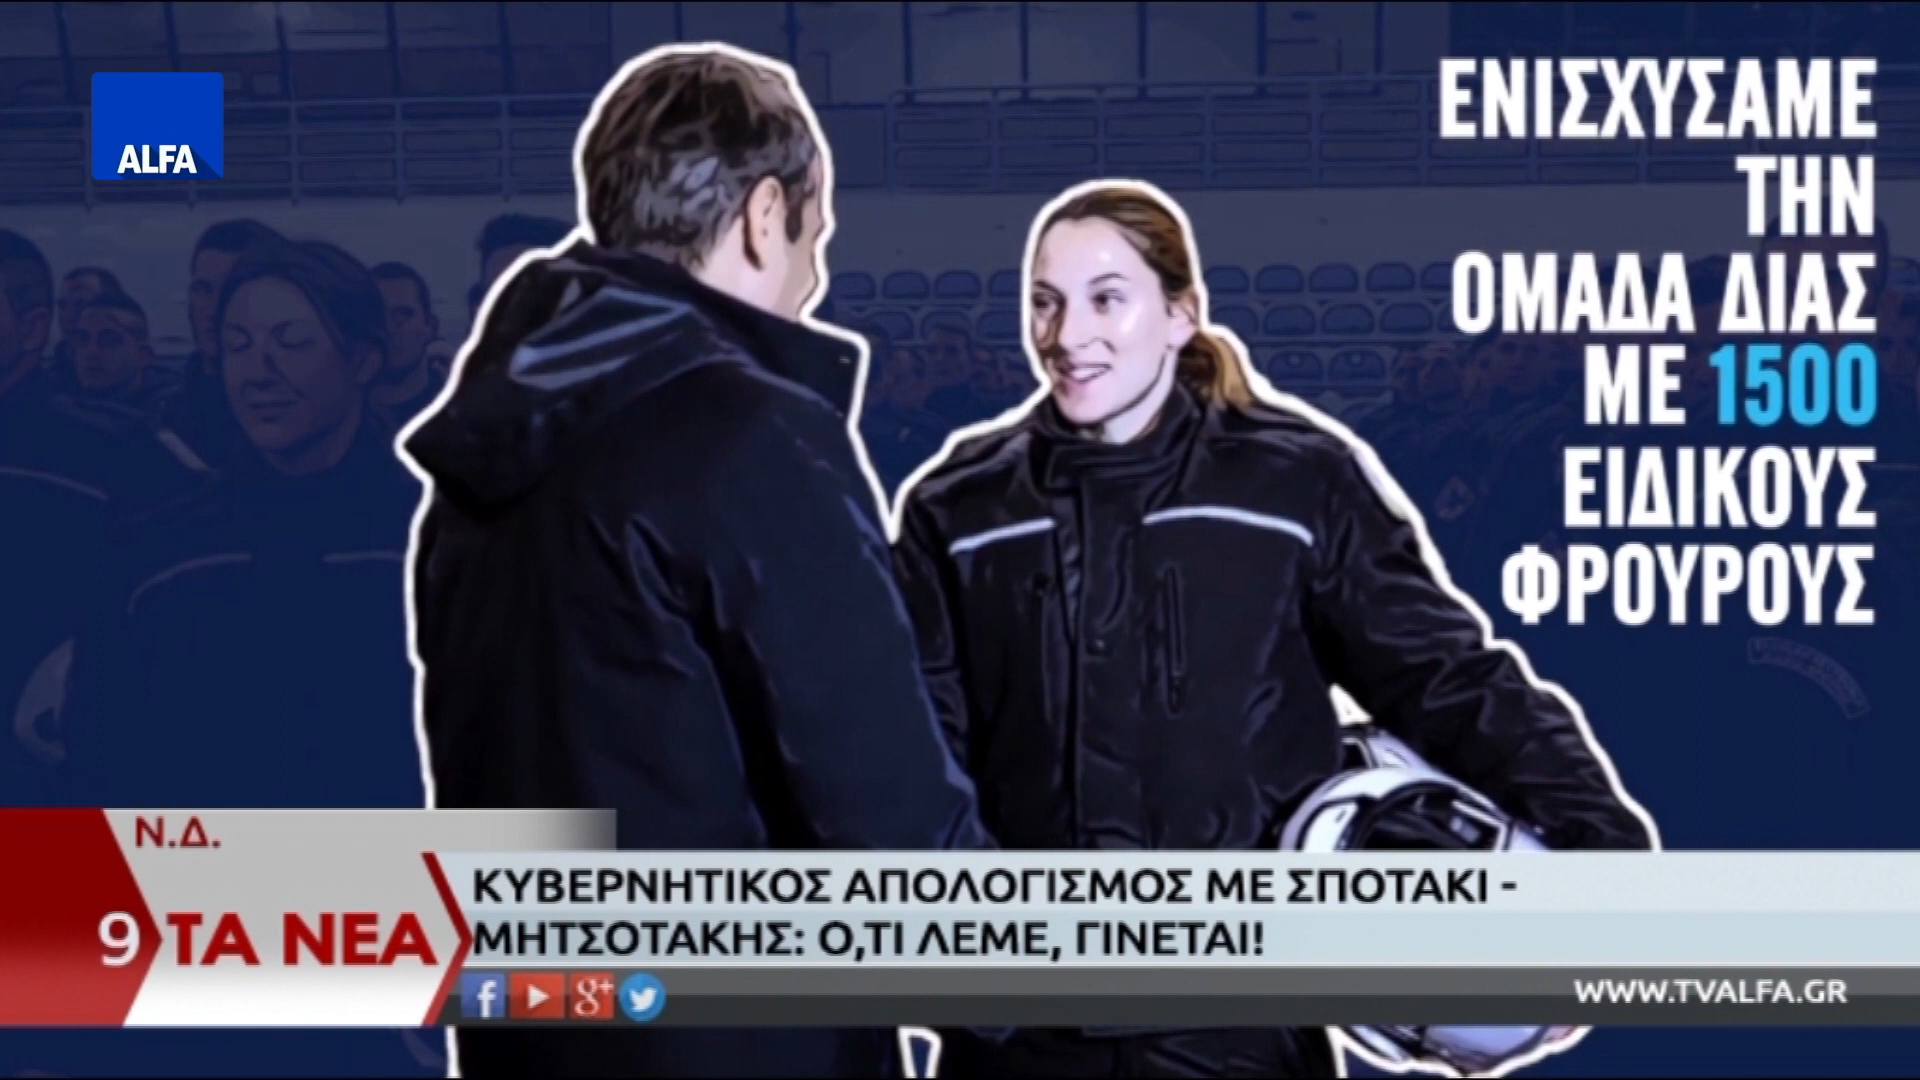 ALFA
ΕΝΙΣΧΥΣΑΜΕ
ΤΗΝ
ΟΜΑΔΑ ΔΙΑΣ
ΜΕ 1500
ΕΙΔΙΚΟΥΣ
ΦΡΟΥΡΟΥΣ
Ν.Δ.
9 ΤΑ ΝΕΑ
ΚΥΒΕΡΝΗΤΙΚΟΣ ΑΠΟΛΟΓΙΣΜΟΣ ΜΕ ΣΠΟΤΑΚΙ -
ΜΗΤΣΟΤΑΚΗΣ: Ο,ΤΙ ΛΕΜΕ, ΓΙΝΕΤΑΙ!
f g+
WWW.TVALFA.GR